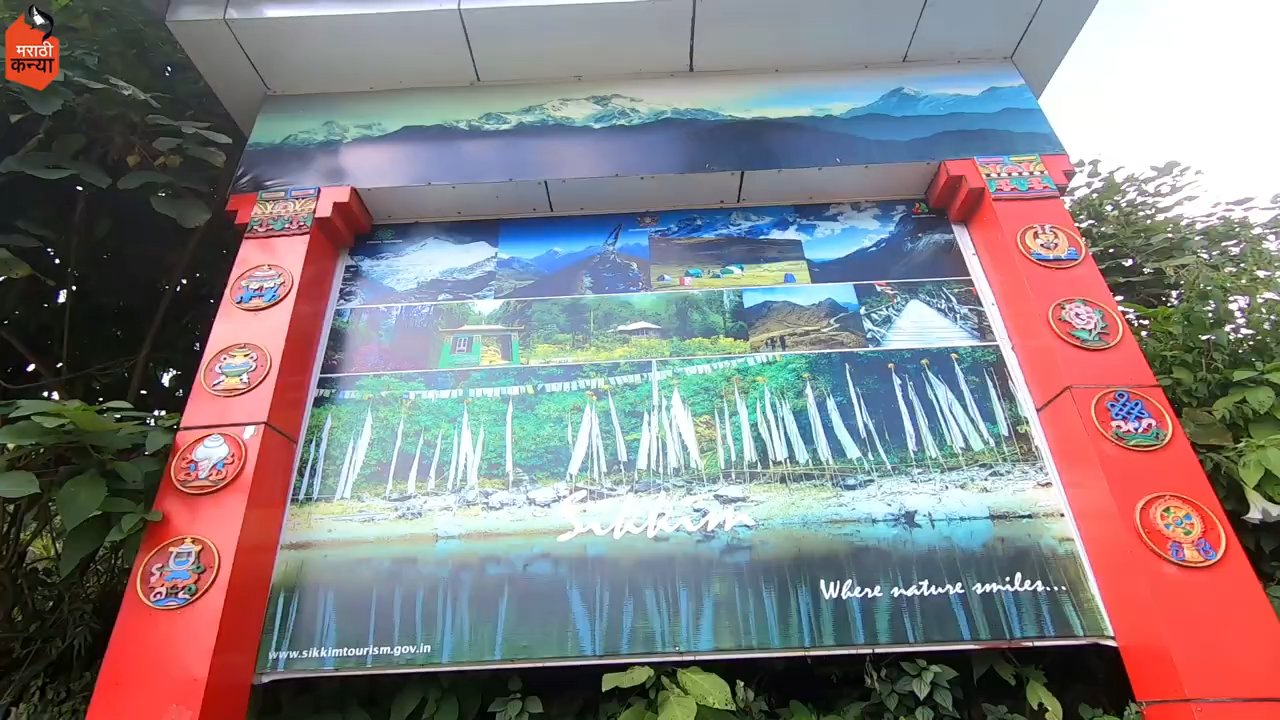 मराठी
कन्या
Sikkim
Where nature smiles...
www.sikkimtourism.gov.in